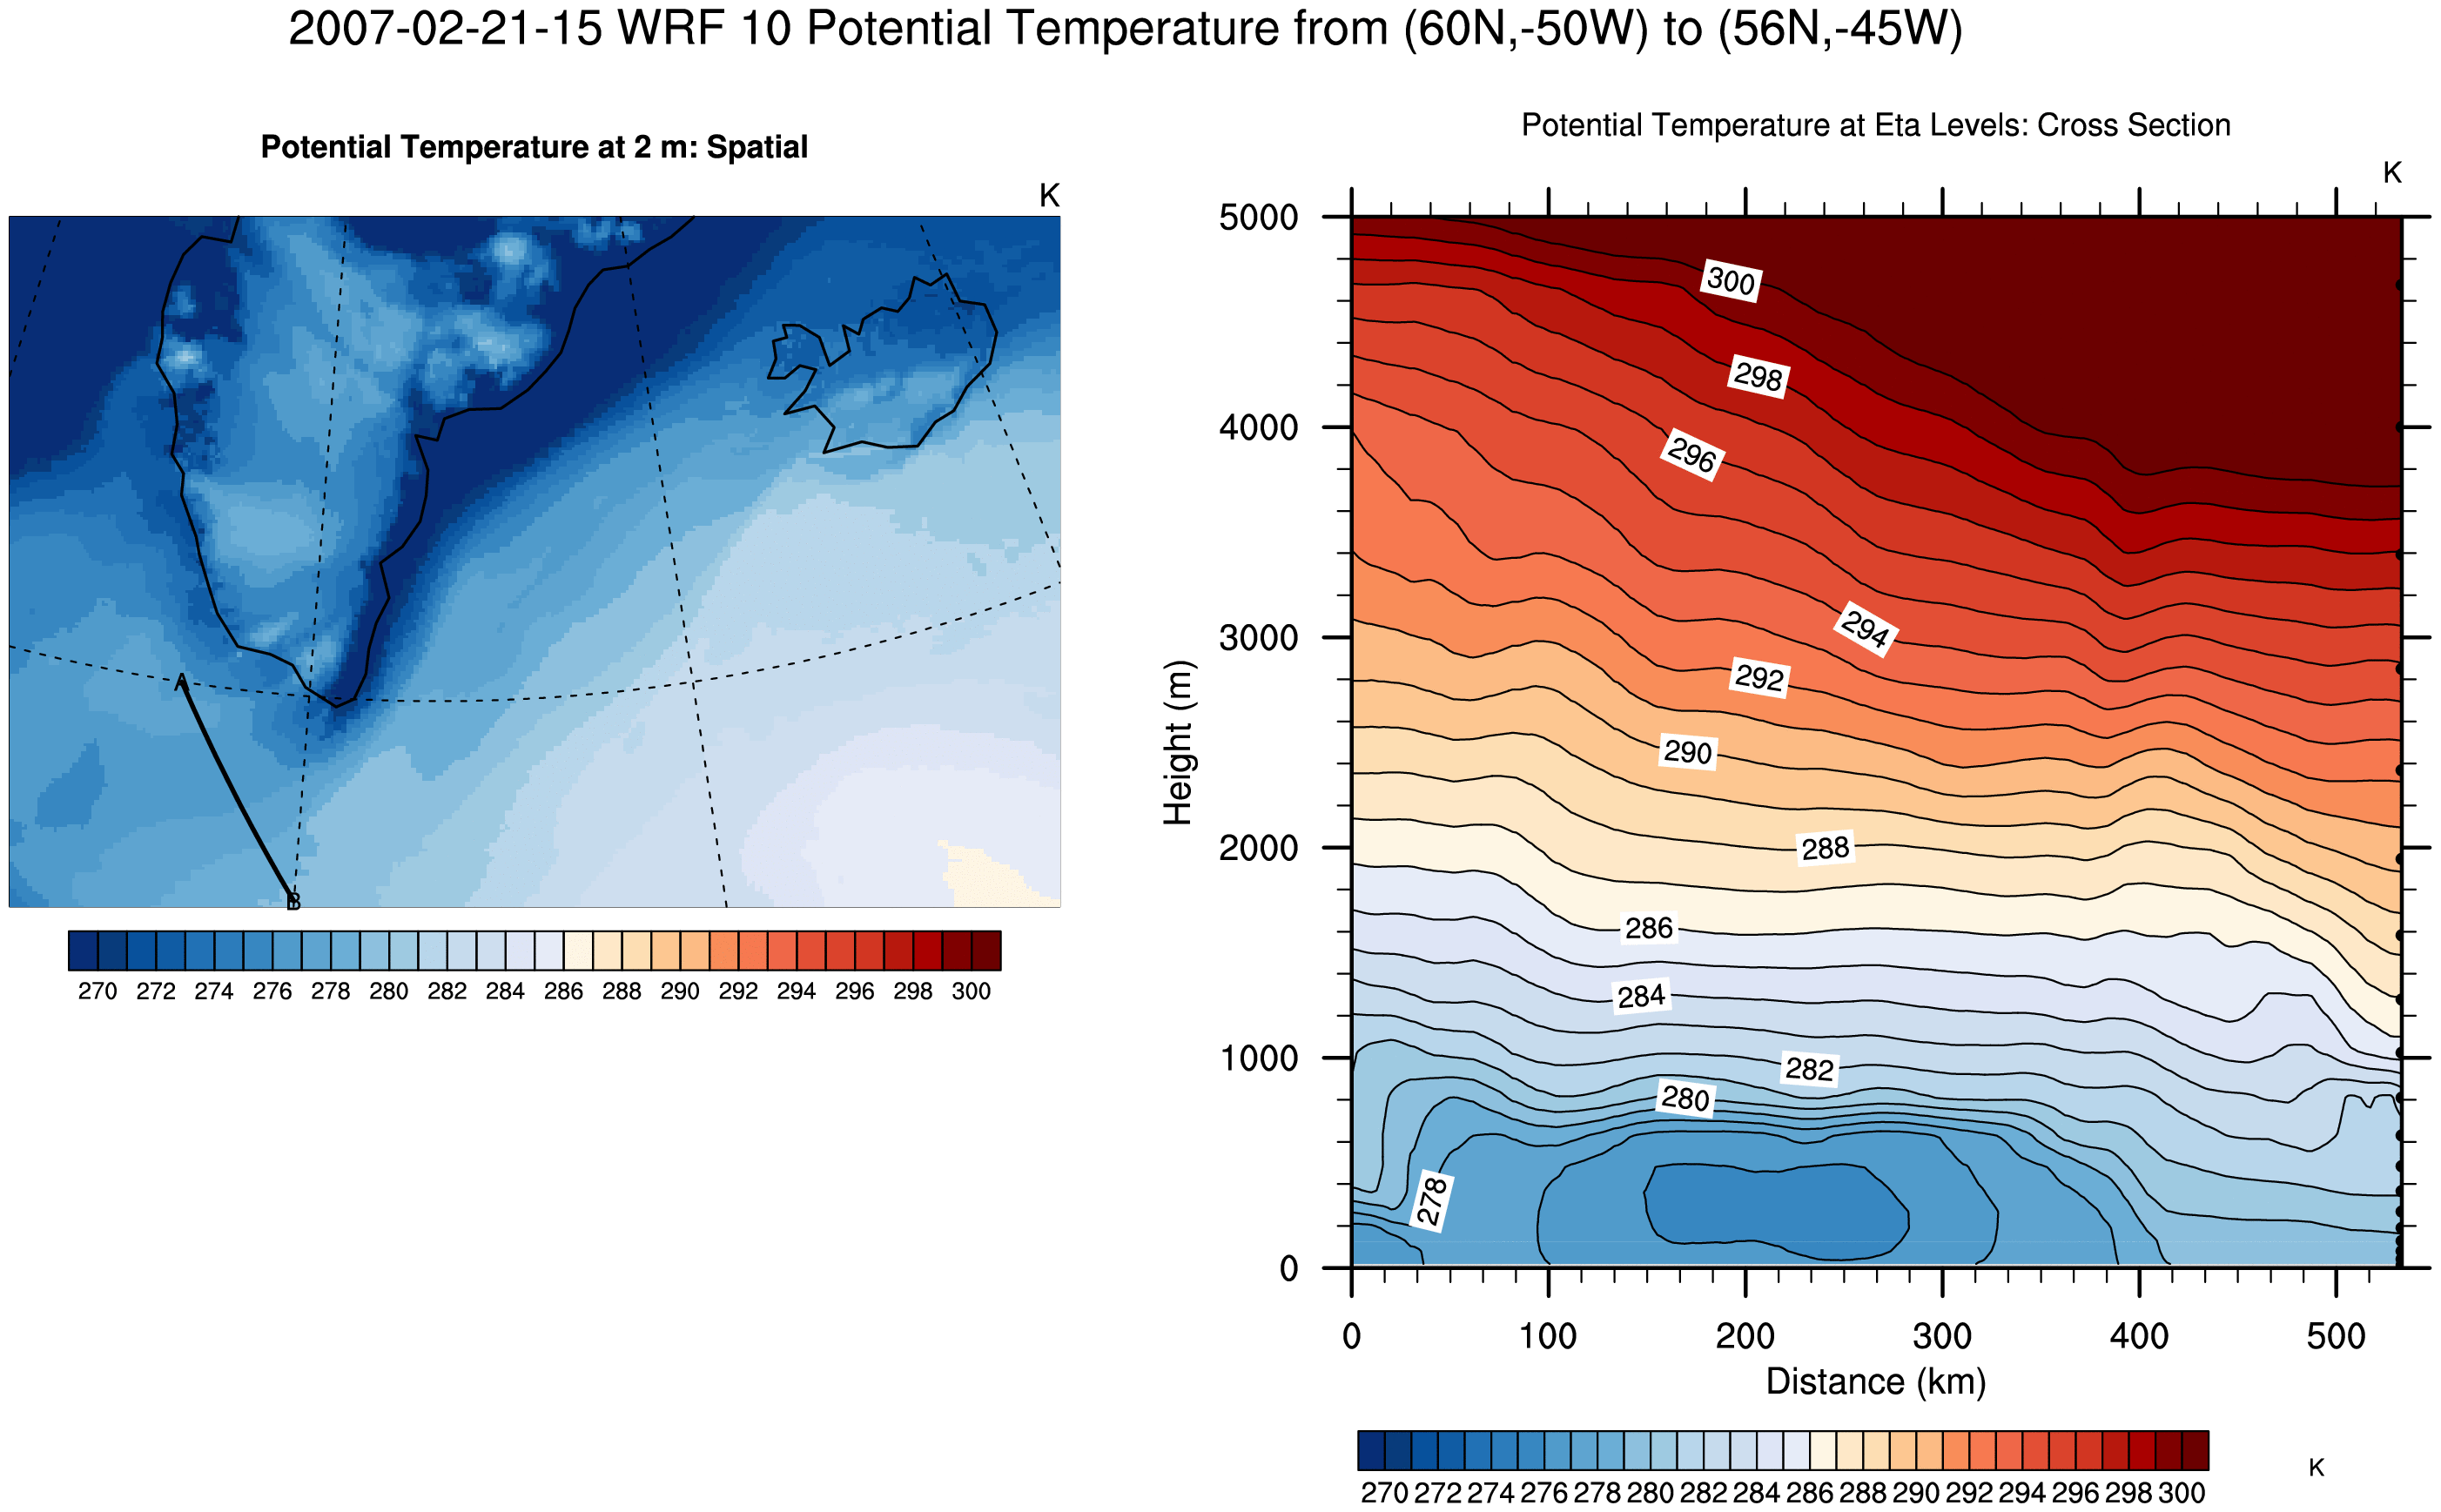 2007-02-21-15 WRF 10 Potential Temperature from (60N,-50W) to (56N,-45W)
Potential Temperature at 2 m: Spatial
K
A
B
270 272 274 276 278 280 282 284 286 288 290 292 294 296 298 300
Potential Temperature at Eta Levels: Cross Section
K
5000
4000
3000
2000
1000
0
Height (m)
300
298
296
294
292
290
288
286
284
282
280
278
0 100 200 300 400 500
Distance (km)
270 272 274 276 278 280 282 284 286 288 290 292 294 296 298 300
K